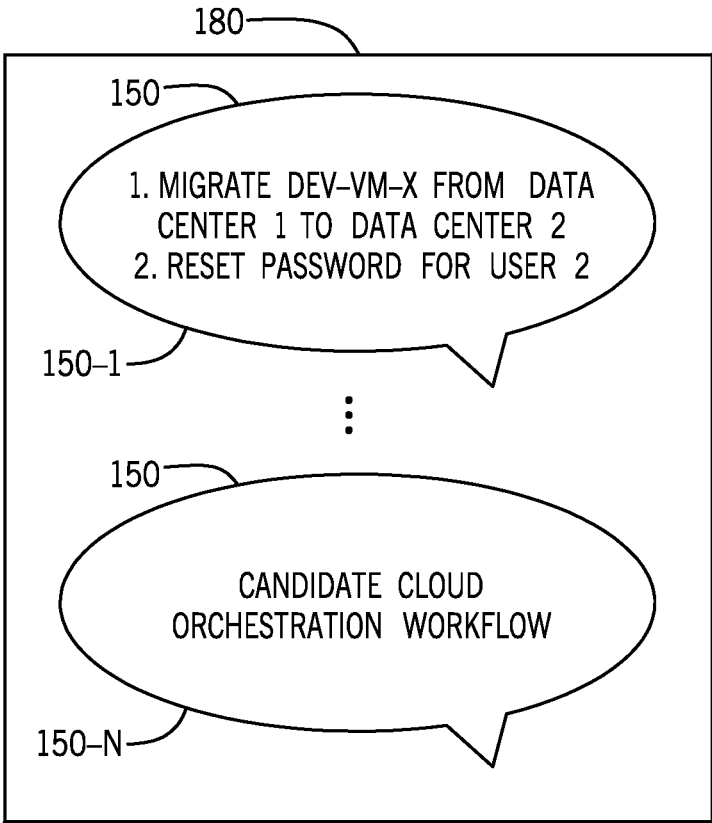 180
150
1. MIGRATE DEV–VM–X FROM DATA
CENTER 1 TO DATA CENTER 2
2. RESET PASSWORD FOR USER 2
150–1
150
CANDIDATE CLOUD
ORCHESTRATION WORKFLOW
150–N